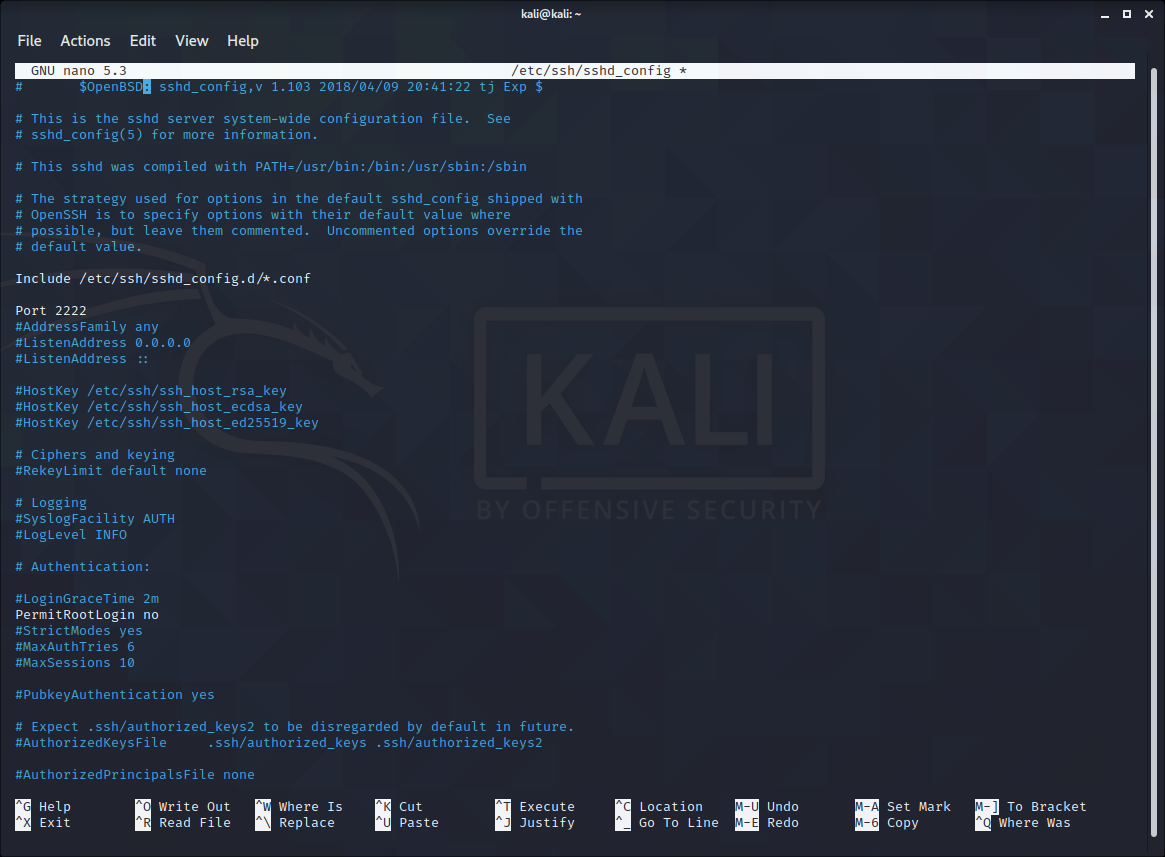 kali@kali: ~
File Actions Edit View Help
GNU nano 5.3 /etc/ssh/sshd_config *
# $OpenBSD: sshd_config,v 1.103 2018/04/09 20:41:22 tj Exp $
# This is the sshd server system-wide configuration file.  See
# sshd_config(5) for more information.
# This sshd was compiled with PATH=/usr/bin:/bin:/usr/sbin:/sbin
# The strategy used for options in the default sshd_config shipped with
# OpenSSH is to specify options with their default value where
# possible, but leave them commented.  Uncommented options override the
# default value.
Include /etc/ssh/sshd_config.d/*.conf
Port 2222
#AddressFamily any
#ListenAddress 0.0.0.0
#ListenAddress ::
#HostKey /etc/ssh/ssh_host_rsa_key
#HostKey /etc/ssh/ssh_host_ecdsa_key
#HostKey /etc/ssh/ssh_host_ed25519_key
# Ciphers and keying
#RekeyLimit default none
# Logging
#SyslogFacility AUTH
#LogLevel INFO
# Authentication:
#LoginGraceTime 2m
PermitRootLogin no
#StrictModes yes
#MaxAuthTries 6
#MaxSessions 10
#PubkeyAuthentication yes
# Expect .ssh/authorized_keys2 to be disregarded by default in future.
#AuthorizedKeysFile .ssh/authorized_keys .ssh/authorized_keys2
#AuthorizedPrincipalsFile none
^G Help ^O Write Out ^W Where Is ^K Cut ^T Execute ^C Location M-U Undo M-A Set Mark M-] To Bracket
^X Exit ^R Read File ^\ Replace ^U Paste ^J Justify ^_ Go To Line M-E Redo M-6 Copy ^Q Where Was
KALI
BY OFFENSIVE SECURITY